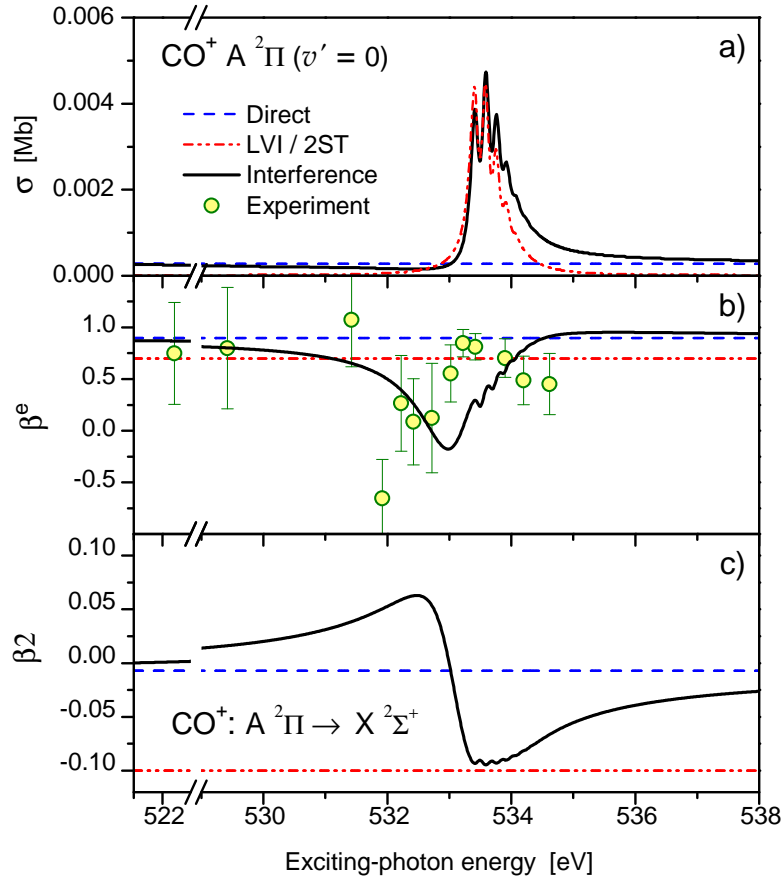 0.006
CO⁺ A ²Π (v′ = 0)
a)
Direct
LVI / 2ST
Interference
Experiment
0.004
0.002
0.000
σ [Mb]
b)
1.0
0.5
0.0
-0.5
βᵉ
c)
0.10
0.05
0.00
-0.05
-0.10
β2
CO⁺: A ²Π → X ²Σ⁺
522 530 532 534 536 538
Exciting-photon energy [eV]